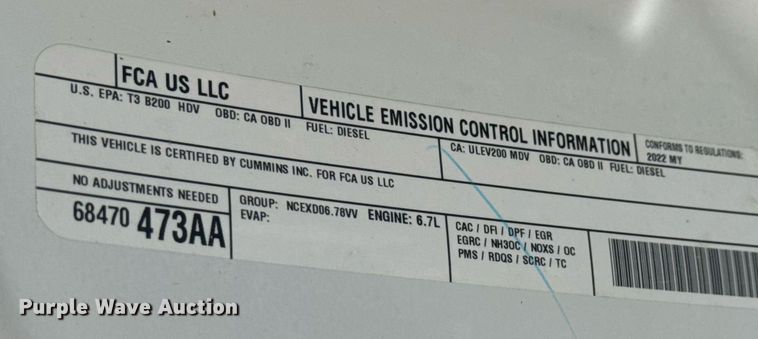 FCA US LLC
VEHICLE EMISSION CONTROL INFORMATION
CONFORMS TO REGULATIONS:
2022 MY
U.S. EPA: T3 B200 HDV OBD: CA OBD II FUEL: DIESEL
CA: ULEV200 MDV OBD: CA OBD II FUEL: DIESEL
THIS VEHICLE IS CERTIFIED BY CUMMINS INC. FOR FCA US LLC
NO ADJUSTMENTS NEEDED
68470 473AA
GROUP: NCEXD06.78VV ENGINE: 6.7L
EVAP:
CAC / DFI / DPF / EGR
EGRC / NH3OC / NOXS / OC
PMS / RDQS / SCRC / TC
Purple Wave Auction